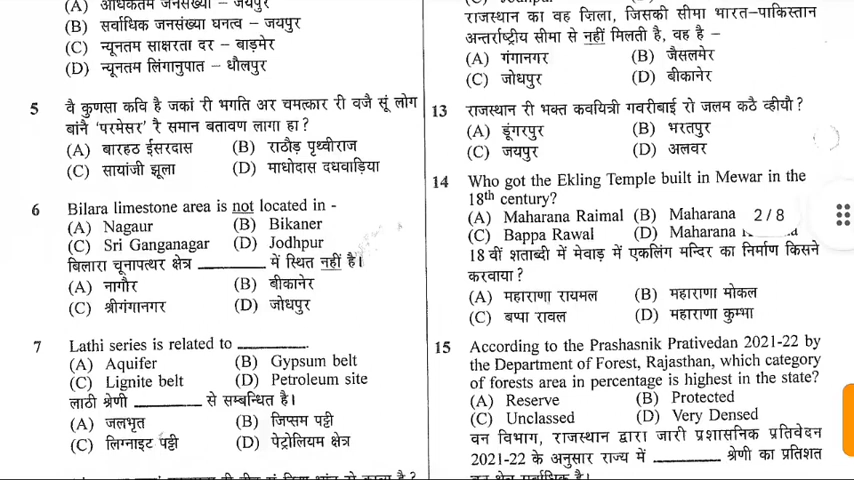 (A) अधिकतम जनसंख्या – जयपुर
(B) सर्वाधिक जनसंख्या घनत्व – जयपुर
(C) न्यूनतम साक्षरता दर – बाड़मेर
(D) न्यूनतम लिंगानुपात – धौलपुर
5 वै कुणसा कवि है जकां री भगति अर चमत्कार री वजै सूं लोग
बांनै 'परमेसर' रै समान बतावण लागा हा ?
(A) बारहठ ईसरदास (B) राठौड़ पृथ्वीराज
(C) सायांजी झूला (D) माधोदास दधवाड़िया
6 Bilara limestone area is not located in -
(A) Nagaur (B) Bikaner
(C) Sri Ganganagar (D) Jodhpur
बिलारा चूनापत्थर क्षेत्र ________ में स्थित नहीं है।
(A) नागौर (B) बीकानेर
(C) श्रीगंगानगर (D) जोधपुर
7 Lathi series is related to ________.
(A) Aquifer (B) Gypsum belt
(C) Lignite belt (D) Petroleum site
लाठी श्रेणी ________ से सम्बन्धित है।
(A) जलभृत (B) जिप्सम पट्टी
(C) लिग्नाइट पट्टी (D) पेट्रोलियम क्षेत्र
राजस्थान का वह ज़िला, जिसकी सीमा भारत–पाकिस्तान
अन्तर्राष्ट्रीय सीमा से नहीं मिलती है, वह है –
(A) गंगानगर (B) जैसलमेर
(C) जोधपुर (D) बीकानेर
13 राजस्थान री भक्त कवयित्री गवरीबाई रो जलम कठै व्हीयौ ?
(A) डूंगरपुर (B) भरतपुर
(C) जयपुर (D) अलवर
14 Who got the Ekling Temple built in Mewar in the
18th century?
(A) Maharana Raimal (B) Maharana 2/8
(C) Bappa Rawal (D) Maharana
18 वीं शताब्दी में मेवाड़ में एकलिंग मन्दिर का निर्माण किसने
करवाया ?
(A) महाराणा रायमल (B) महाराणा मोकल
(C) बप्पा रावल (D) महाराणा कुम्भा
15 According to the Prashasnik Prativedan 2021-22 by
the Department of Forest, Rajasthan, which category
of forests area in percentage is highest in the state?
(A) Reserve (B) Protected
(C) Unclassed (D) Very Densed
वन विभाग, राजस्थान द्वारा जारी प्रशासनिक प्रतिवेदन
2021-22 के अनुसार राज्य में ________ श्रेणी का प्रतिशत